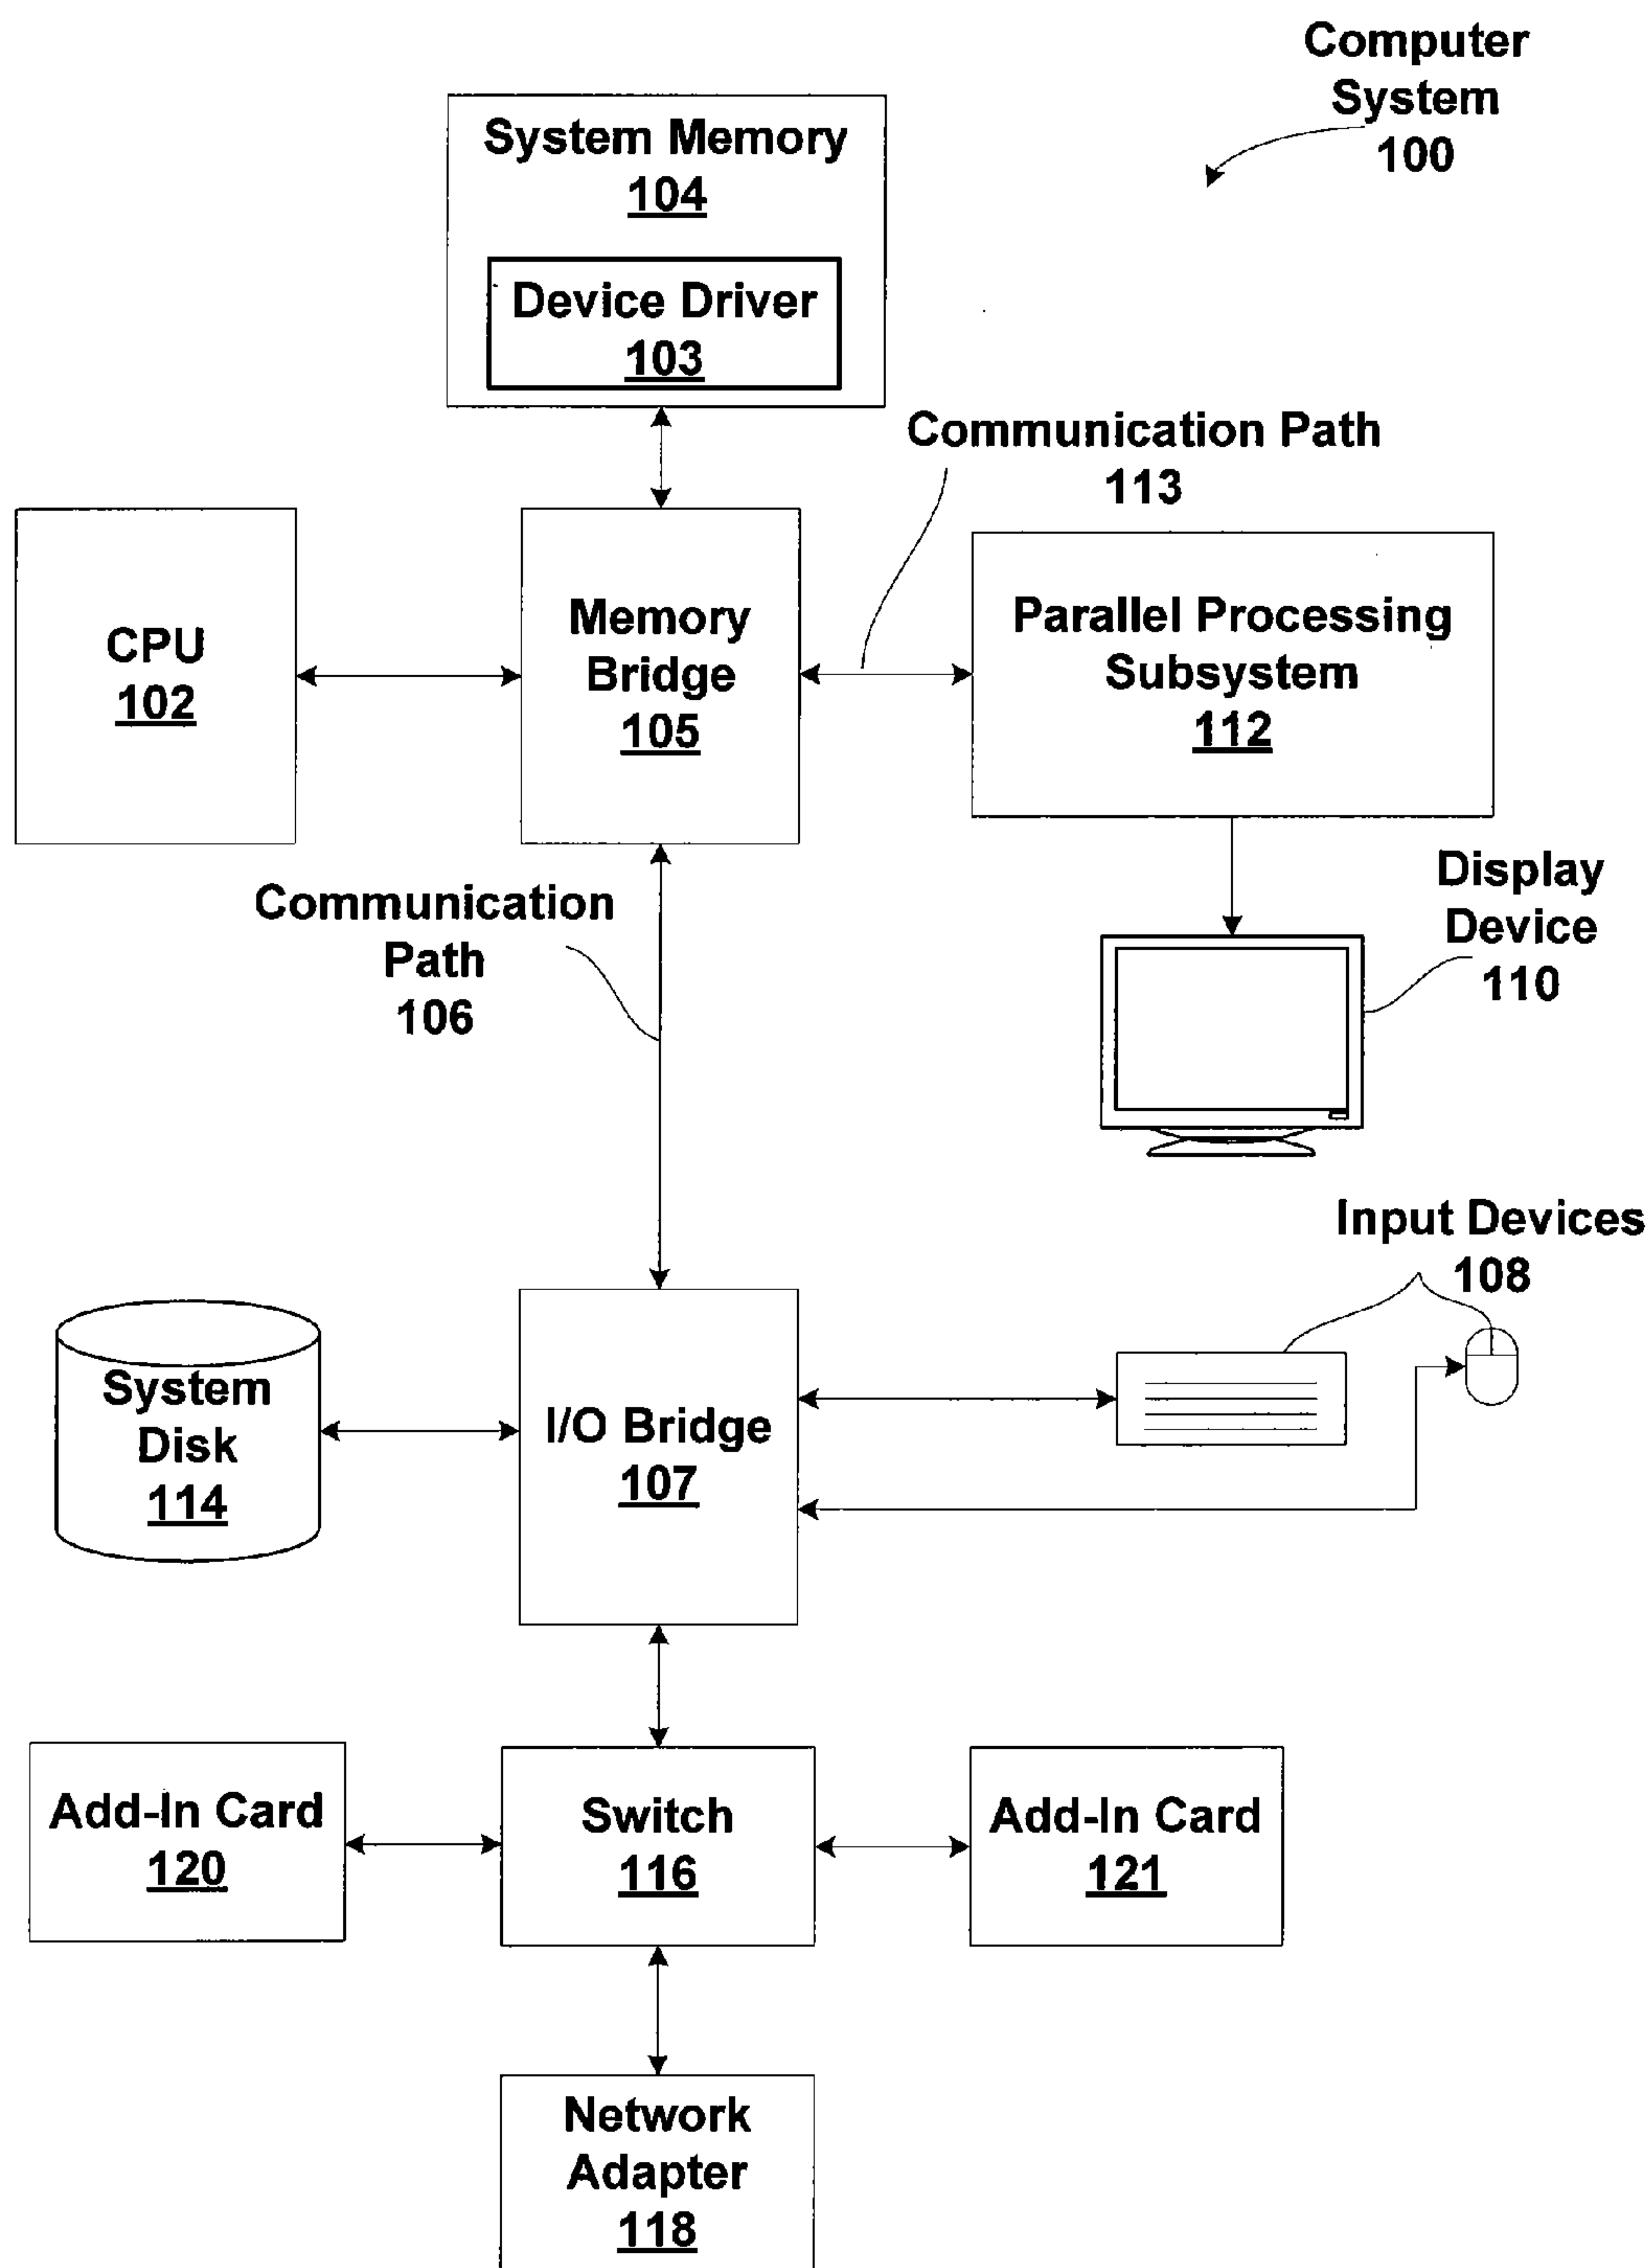 Computer
System
100
System Memory
104
Device Driver
103
Communication Path
113
CPU
102
Memory
Bridge
105
Parallel Processing
Subsystem
112
Communication
Path
106
Display
Device
110
Input Devices
108
System
Disk
114
I/O Bridge
107
Add-In Card
120
Switch
116
Add-In Card
121
Network
Adapter
118